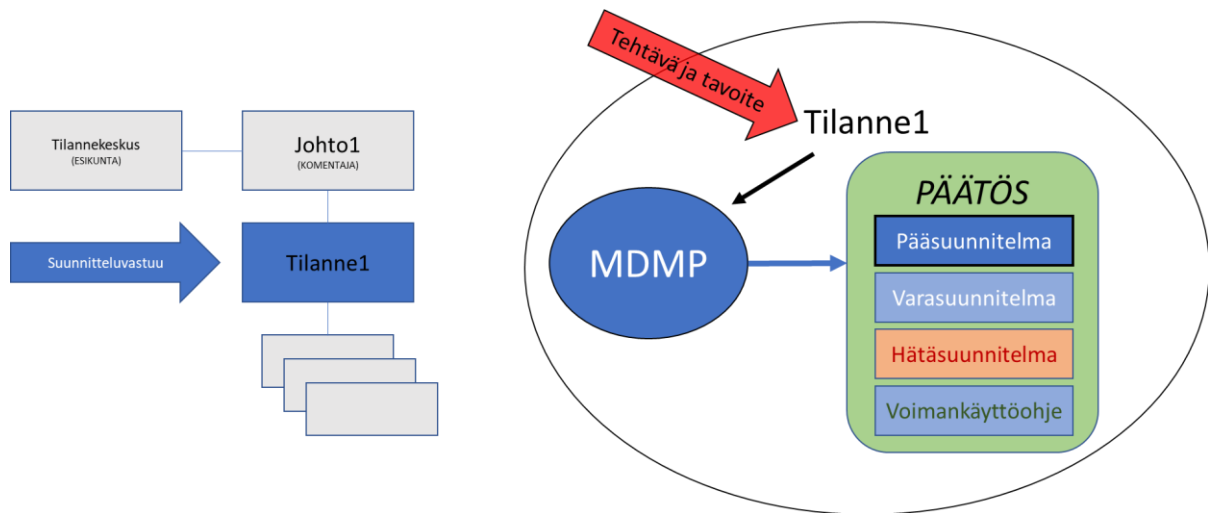 Tilannekeskus
(ESIKUNTA)
Johto1
(KOMENTAJA)
Suunnitteluvastuu
Tilanne1
Tehtävä ja tavoite
Tilanne1
MDMP
PÄÄTÖS
Pääsuunnitelma
Varasuunnitelma
Hätäsuunnitelma
Voimankäyttöohje